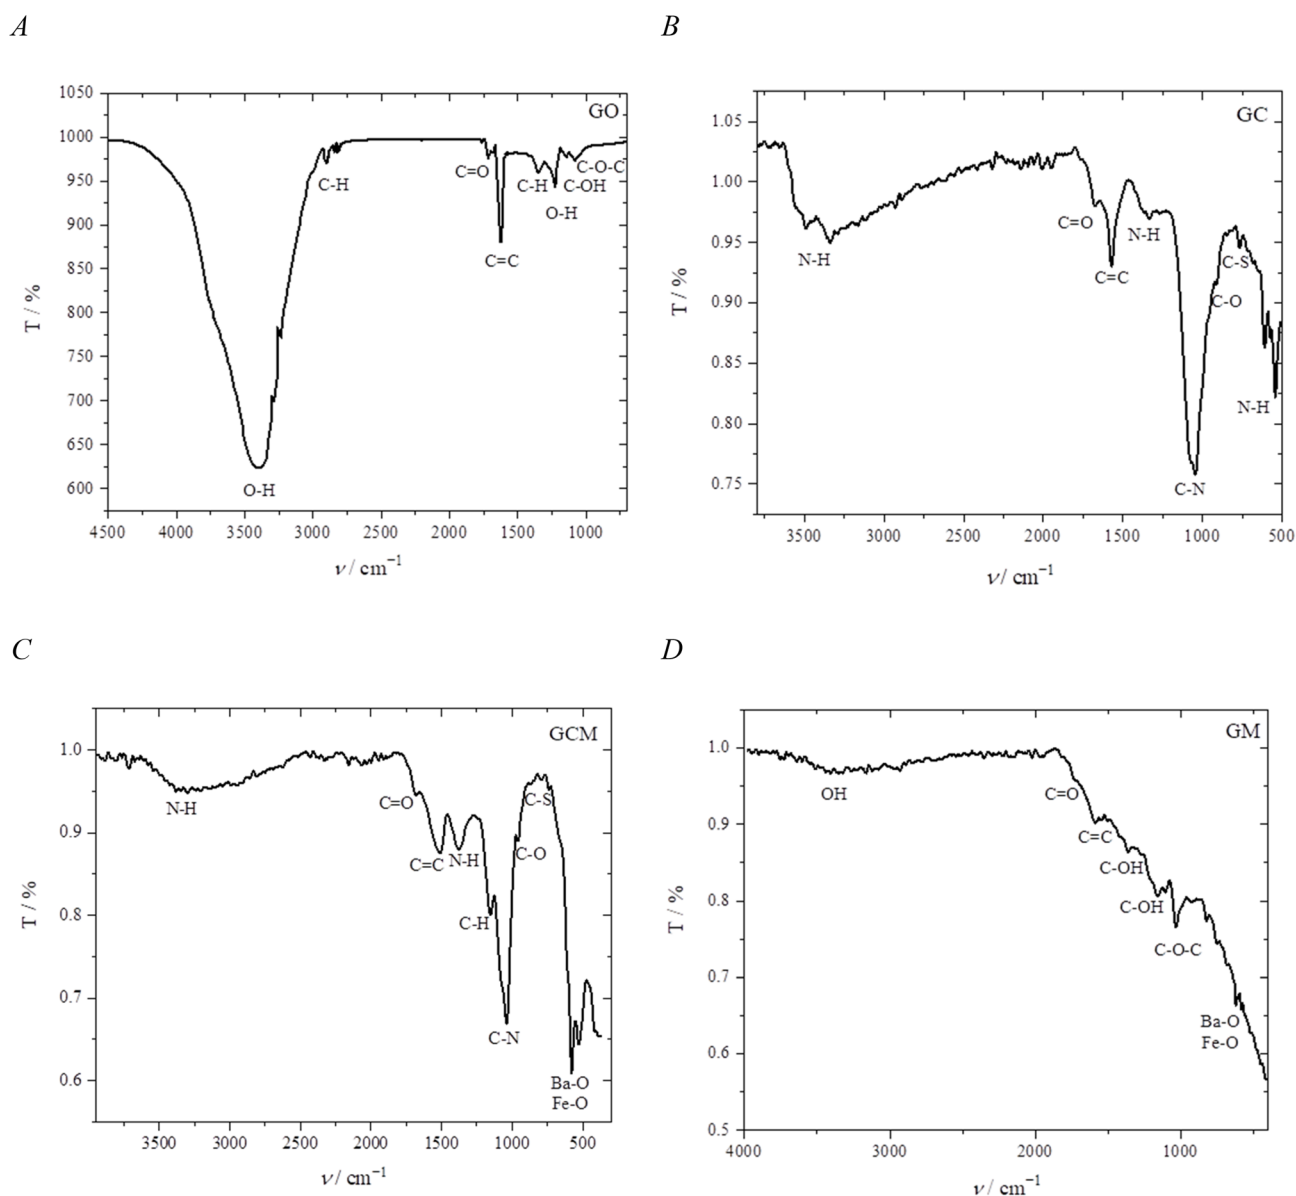 A
B
1050
1000
950
900
850
800
750
700
650
600
GO
C-H
C=O
C=C
C-H
O-H
C-OH
C-O-C
O-H
T / %
4500
4000
3500
3000
2500
2000
1500
1000
ν / cm⁻¹
1.05
1.00
0.95
0.90
0.85
0.80
0.75
GC
N-H
C=O
C=C
N-H
C-S
C-O
N-H
C-N
T / %
3500
3000
2500
2000
1500
1000
500
ν / cm⁻¹
C
D
1.0
0.9
0.8
0.7
0.6
GCM
N-H
C=O
C=C
N-H
C-S
C-O
C-H
C-N
Ba-O
Fe-O
T / %
3500
3000
2500
2000
1500
1000
500
ν / cm⁻¹
1.0
0.9
0.8
0.7
0.6
0.5
GM
OH
C=O
C=C
C-OH
C-OH
C-O-C
Ba-O
Fe-O
T / %
4000
3000
2000
1000
ν / cm⁻¹